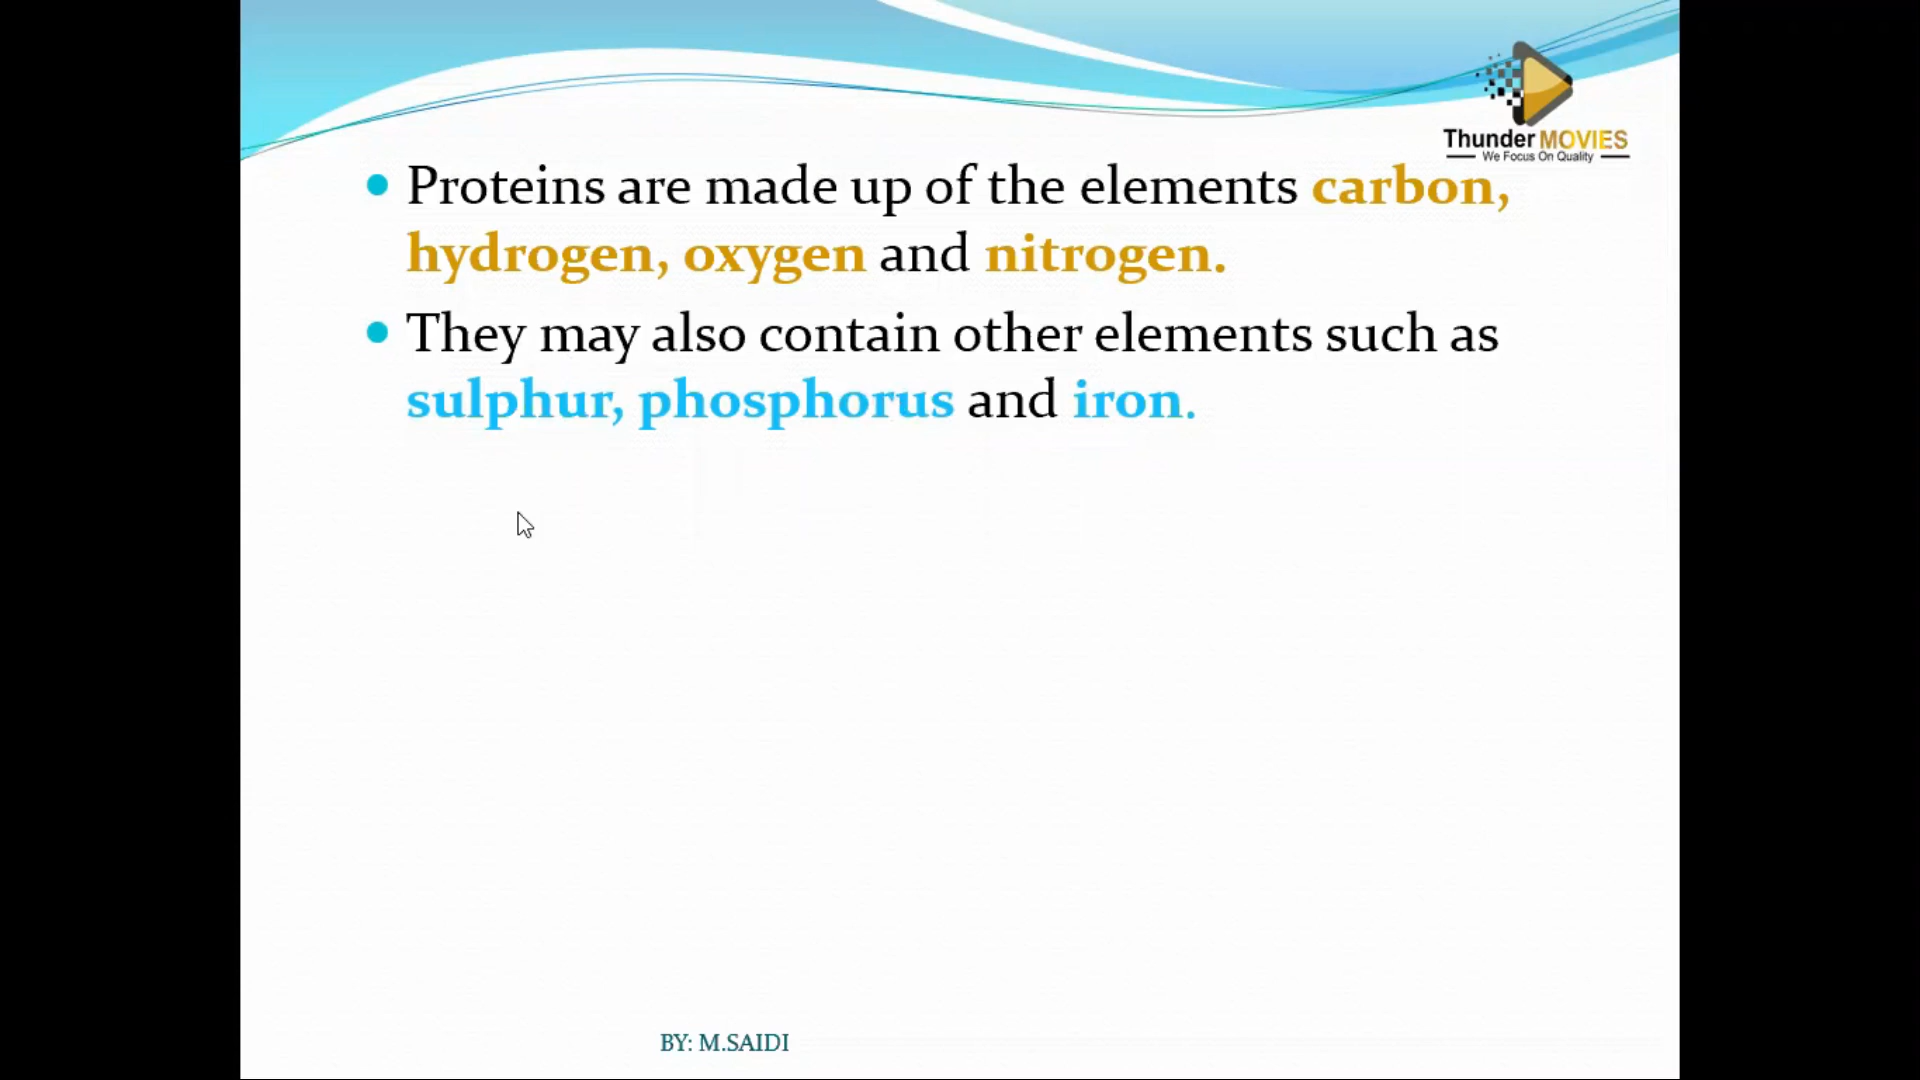 Thunder MOVIES
We Focus On Quality
Proteins are made up of the elements carbon,
hydrogen, oxygen and nitrogen.
They may also contain other elements such as
sulphur, phosphorus and iron.
BY: M.SAIDI